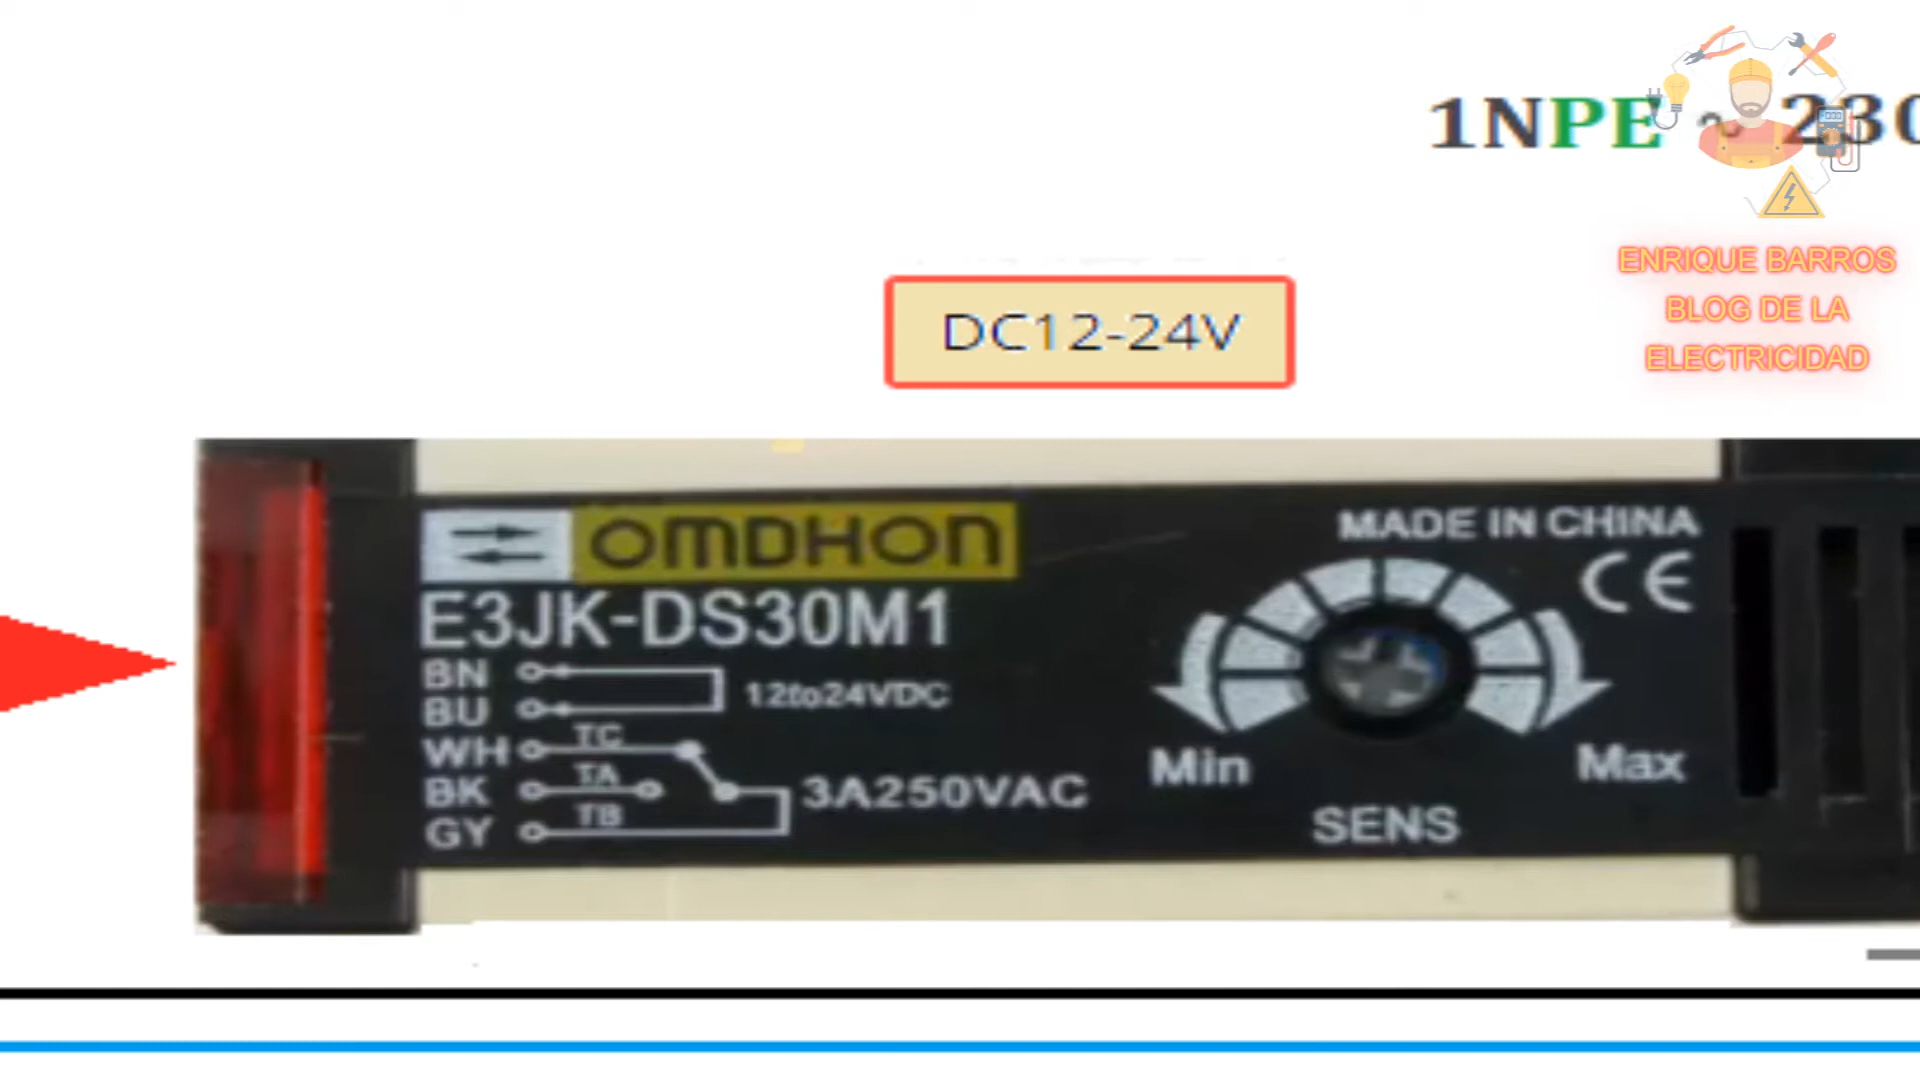 1NPE ~ 230
ENRIQUE BARROS
BLOG DE LA
ELECTRICIDAD
DC12-24V
OMDHON
MADE IN CHINA
CE
E3JK-DS30M1
BN
BU
12to24VDC
WH
TC
BK
TA
3A250VAC
GY
TB
Min
Max
SENS